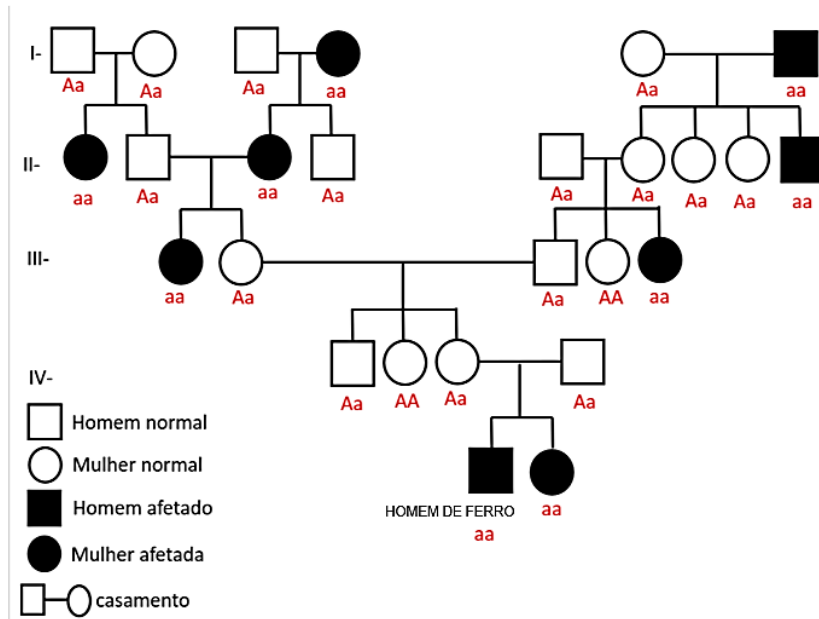 I-
Aa Aa Aa aa Aa aa
II-
aa Aa aa Aa Aa Aa Aa Aa aa
III-
aa Aa Aa AA aa
IV-
Aa AA Aa Aa
Homem normal
Mulher normal
Homem afetado
HOMEM DE FERRO
aa aa
Mulher afetada
casamento